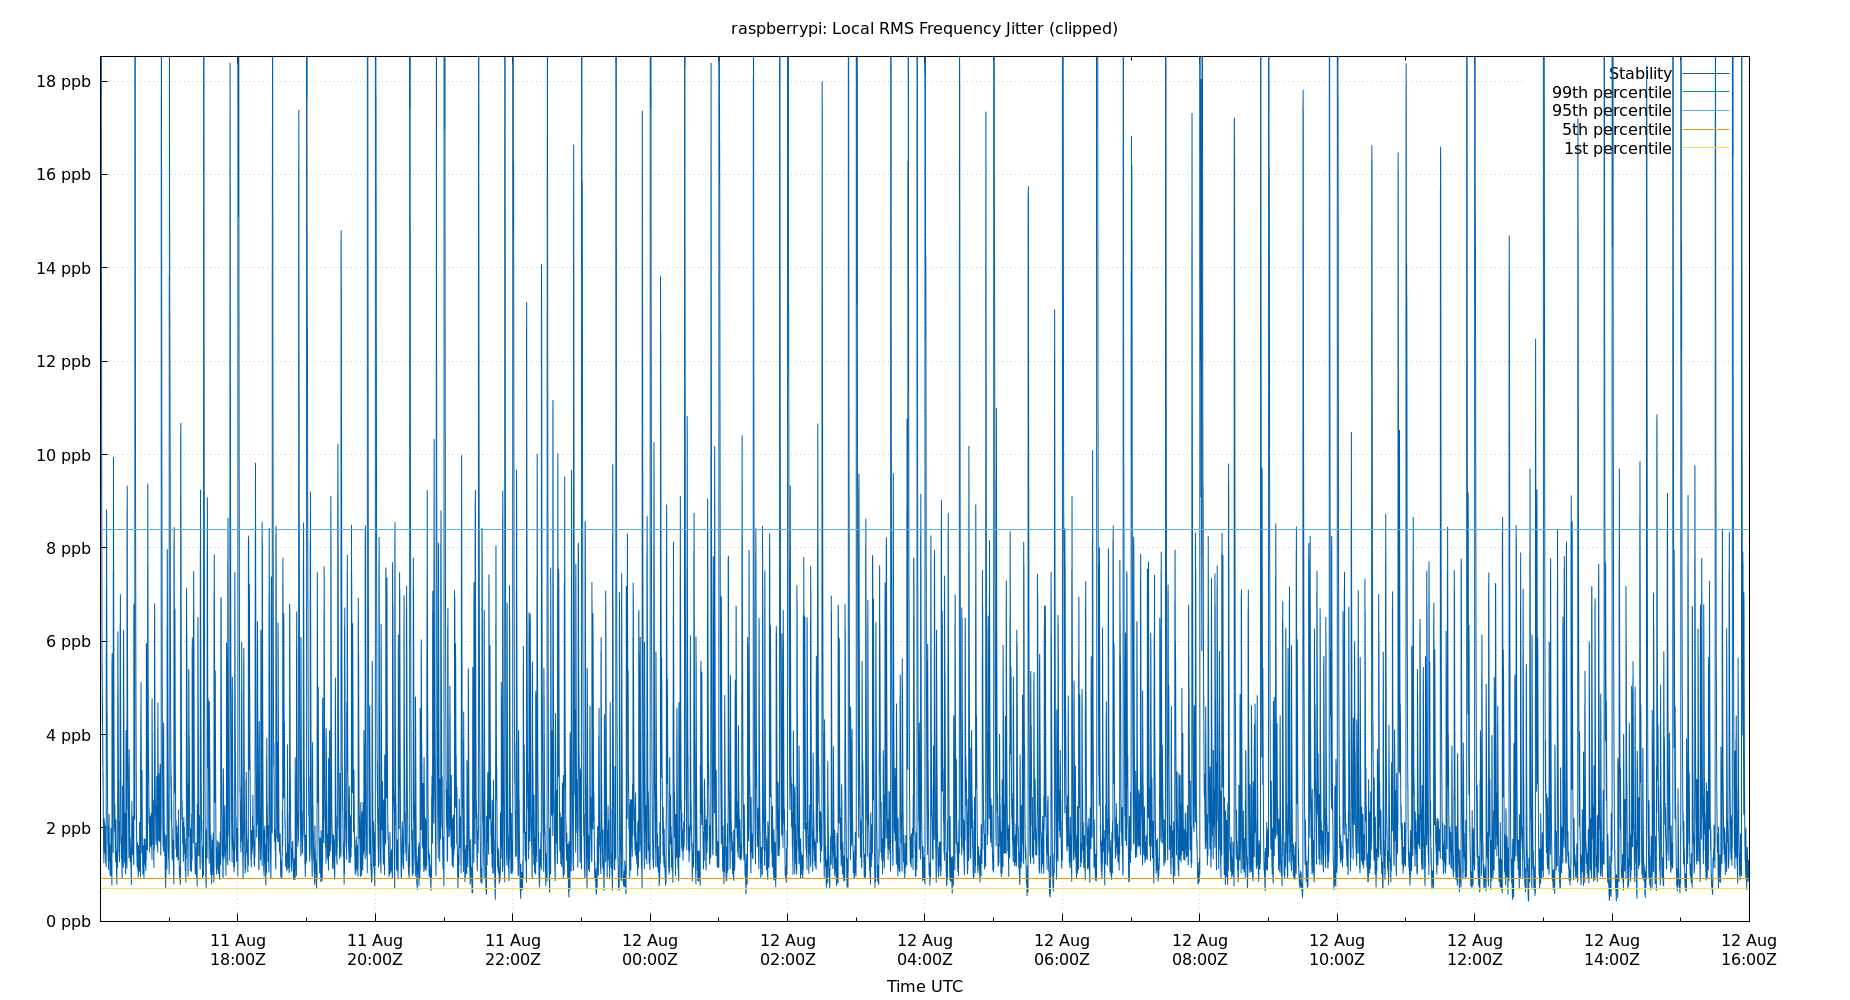 raspberrypi: Local RMS Frequency Jitter (clipped)
18 ppb
16 ppb
14 ppb
12 ppb
10 ppb
8 ppb
6 ppb
4 ppb
2 ppb
0 ppb
Stability
99th percentile
95th percentile
5th percentile
1st percentile
11 Aug 11 Aug 11 Aug 12 Aug 12 Aug 12 Aug 12 Aug 12 Aug 12 Aug 12 Aug 12 Aug 12 Aug
18:00Z 20:00Z 22:00Z 00:00Z 02:00Z 04:00Z 06:00Z 08:00Z 10:00Z 12:00Z 14:00Z 16:00Z
Time UTC